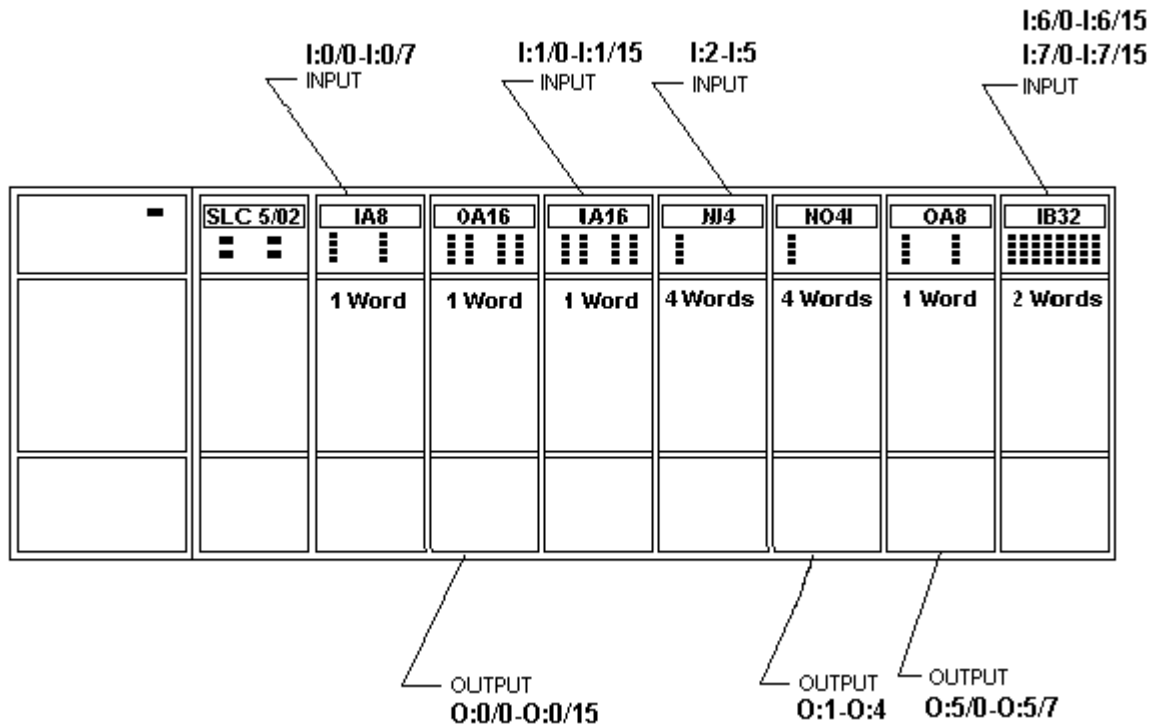 I:0/0-I:0/7
INPUT
I:1/0-I:1/15
INPUT
I:2-I:5
INPUT
I:6/0-I:6/15
I:7/0-I:7/15
INPUT
SLC 5/02
IA8
OA16
IA16
NI4
NO4I
OA8
IB32
1 Word
1 Word
1 Word
4 Words
4 Words
1 Word
2 Words
OUTPUT
O:0/0-O:0/15
OUTPUT
O:1-O:4
OUTPUT
O:5/0-O:5/7